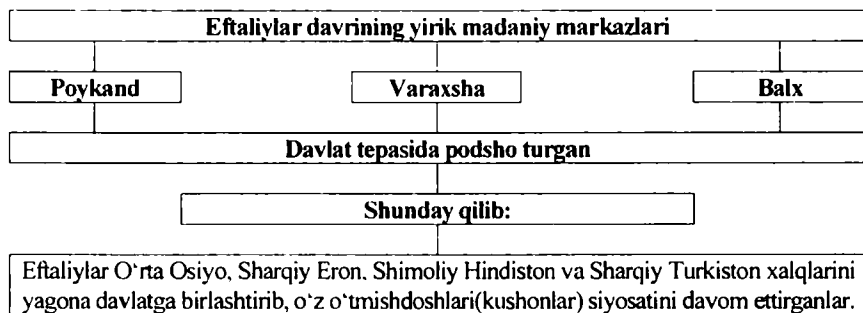 Eftaliylar davrining yirik madaniy markazlari
Poykand
Varaxsha
Balx
Davlat tepasida podsho turgan
Shunday qilib:
Eftaliylar O‘rta Osiyo, Sharqiy Eron, Shimoliy Hindiston va Sharqiy Turkiston xalqlarini
yagona davlatga birlashtirib, o‘z o‘tmishdoshlari(kushonlar) siyosatini davom ettirganlar.